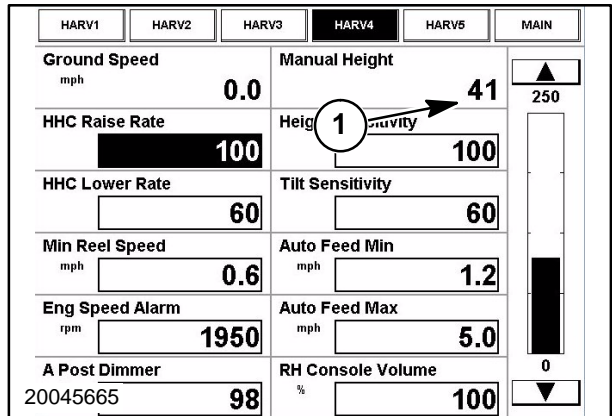 HARV1 HARV2 HARV3 HARV4 HARV5 MAIN
Ground Speed Manual Height
mph 0.0 41
250
HHC Raise Rate 1
100 100
HHC Lower Rate Tilt Sensitivity
60 60
Min Reel Speed Auto Feed Min
mph 0.6 mph 1.2
Eng Speed Alarm Auto Feed Max
rpm 1950 mph 5.0
A Post Dimmer RH Console Volume
0
20045665 98 % 100